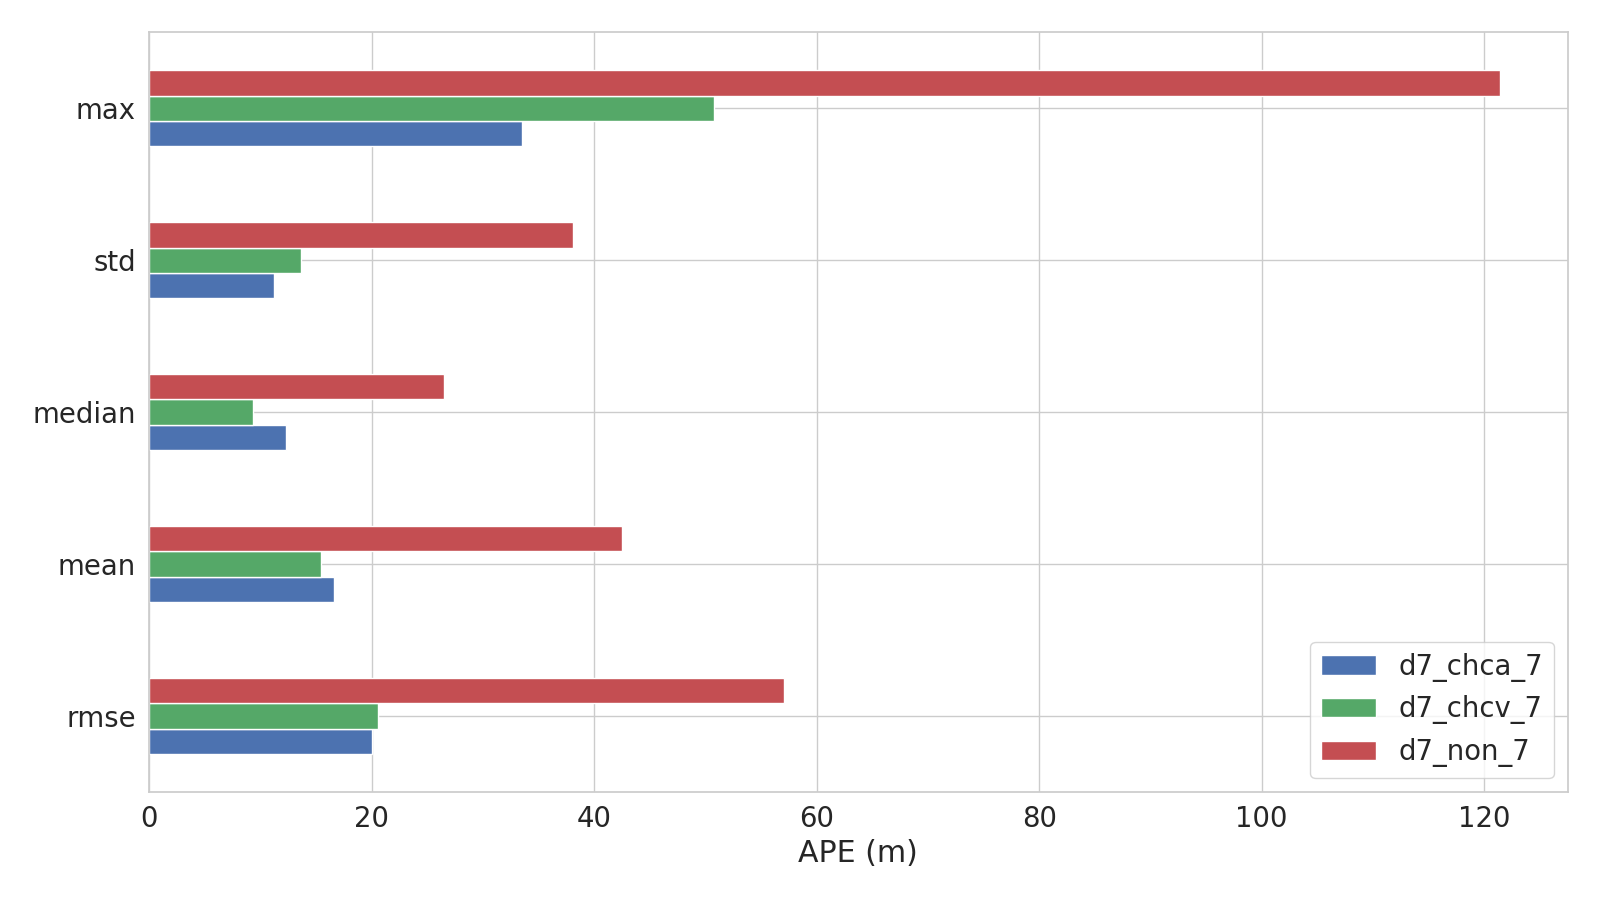 max
std
median
mean
rmse
d7_chca_7
d7_chcv_7
d7_non_7
0 20 40 60 80 100 120
APE (m)